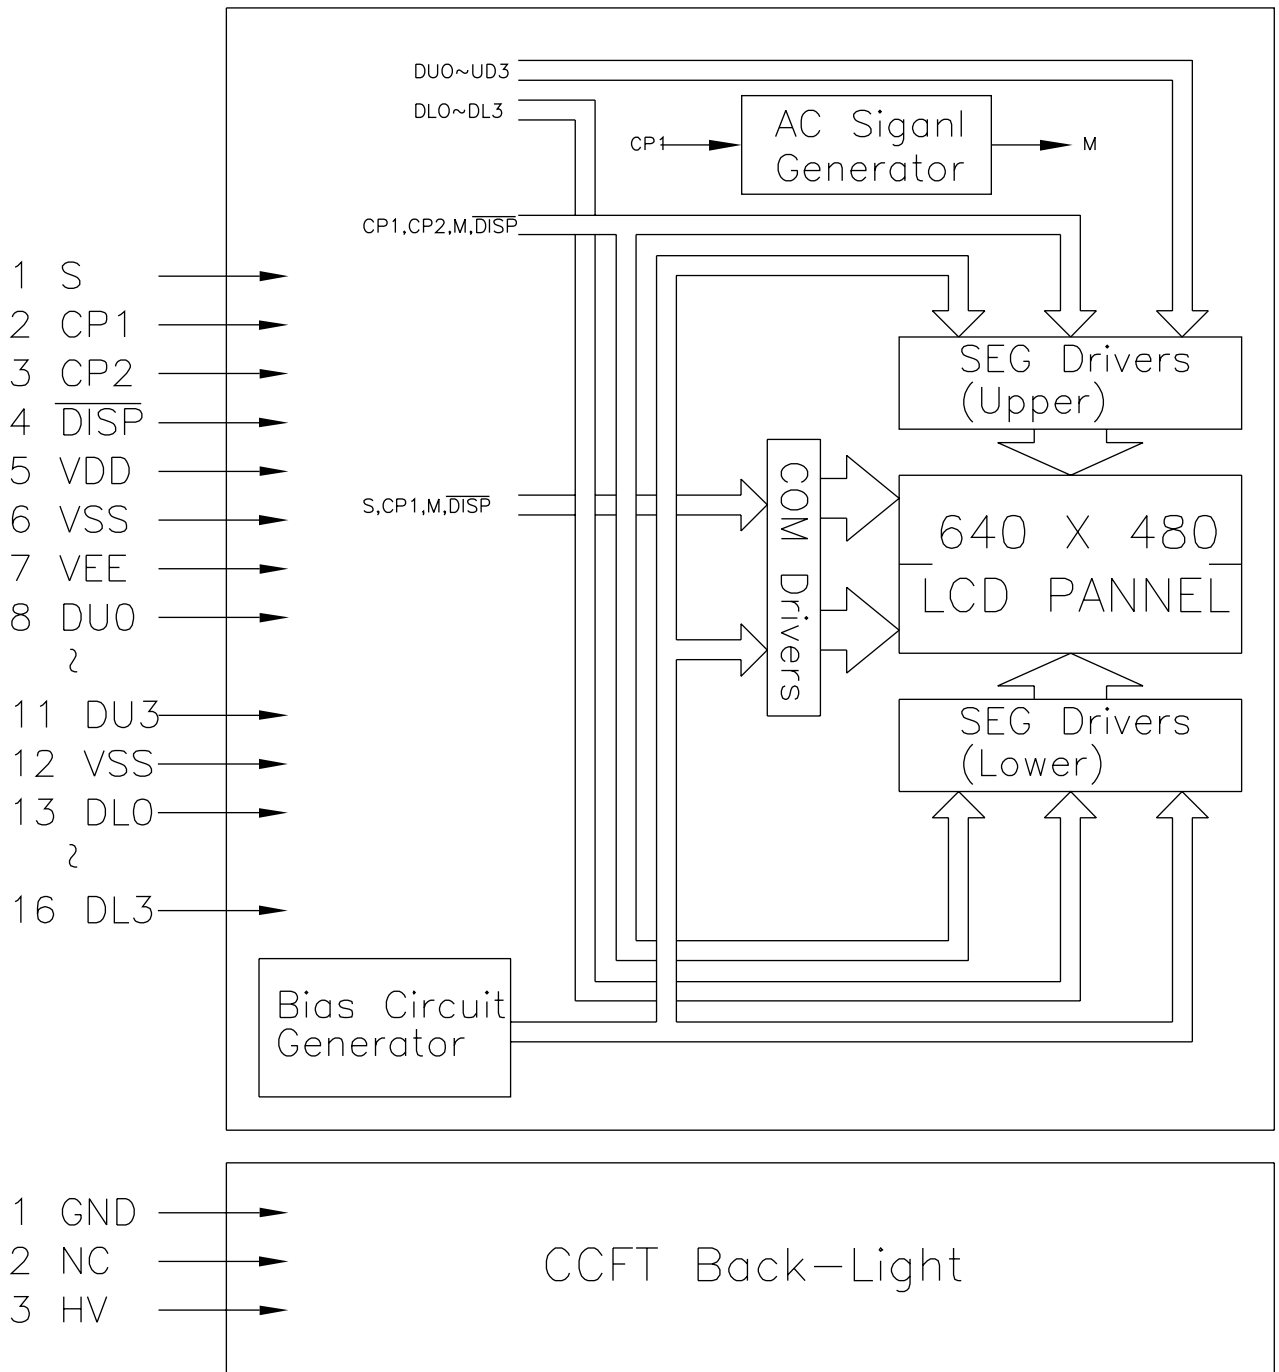 DU0~UD3
DL0~DL3
AC Siganl
Generator
CP1
M
CP1,CP2,M,DISP
1 S
2 CP1
3 CP2
4 DISP
5 VDD
6 VSS
7 VEE
8 DU0
~
11 DU3
12 VSS
13 DL0
~
16 DL3
SEG Drivers
(Upper)
S,CP1,M,DISP
COM Drivers
640 X 480
LCD PANNEL
SEG Drivers
(Lower)
Bias Circuit
Generator
1 GND
2 NC
3 HV
CCFT Back-Light